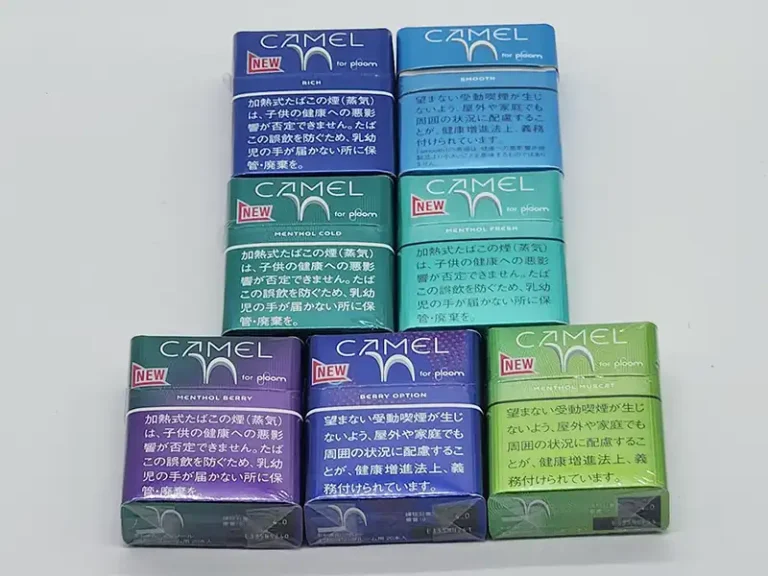 CAMEL
NEW for ploom
RICH
加熱式たばこの煙(蒸気)
は、子供の健康への悪影
響が否定できません。たば
この誤飲を防ぐため、乳幼
児の手が届かない所に保
管・廃棄を。
CAMEL
for ploom
SMOOTH
望まない受動喫煙が生じ
ないよう、屋外や家庭でも
周囲の状況に配慮するこ
とが、健康増進法上、義務
付けられています。
CAMEL
NEW for ploom
MENTHOL COLD
加熱式たばこの煙(蒸気)
は、子供の健康への悪影
響が否定できません。たば
この誤飲を防ぐため、乳幼
児の手が届かない所に保
管・廃棄を。
CAMEL
NEW for ploom
MENTHOL FRESH
加熱式たばこの煙(蒸気)
は、子供の健康への悪影
響が否定できません。たば
この誤飲を防ぐため、乳幼
児の手が届かない所に保
管・廃棄を。
CAMEL
NEW for ploom
MENTHOL BERRY
加熱式たばこの煙(蒸気)
は、子供の健康への悪影
響が否定できません。たば
この誤飲を防ぐため、乳幼
児の手が届かない所に保
管・廃棄を。
CAMEL
NEW for ploom
BERRY OPTION
望まない受動喫煙が生じ
ないよう、屋外や家庭でも
周囲の状況に配慮するこ
とが、健康増進法上、義
務付けられています。
CAMEL
NEW for ploom
MENTHOL MUSCAT
望まない受動喫煙が生じ
ないよう、屋外や家庭でも
周囲の状況に配慮するこ
とが、健康増進法上、義
務付けられています。